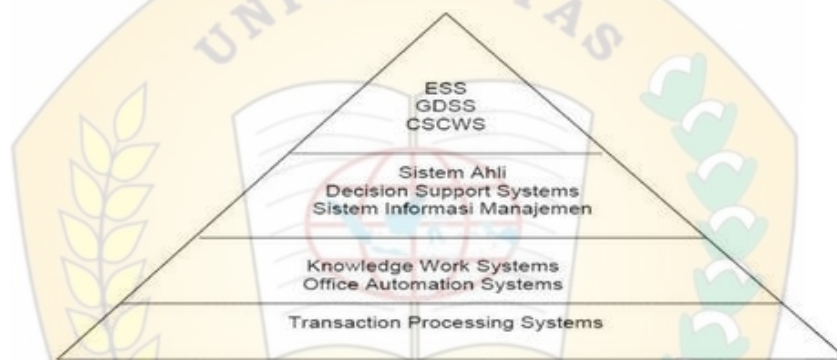 UNIVERSITAS
ESS
GDSS
CSCWS
Sistem Ahli
Decision Support Systems
Sistem Informasi Manajemen
Knowledge Work Systems
Office Automation Systems
Transaction Processing Systems